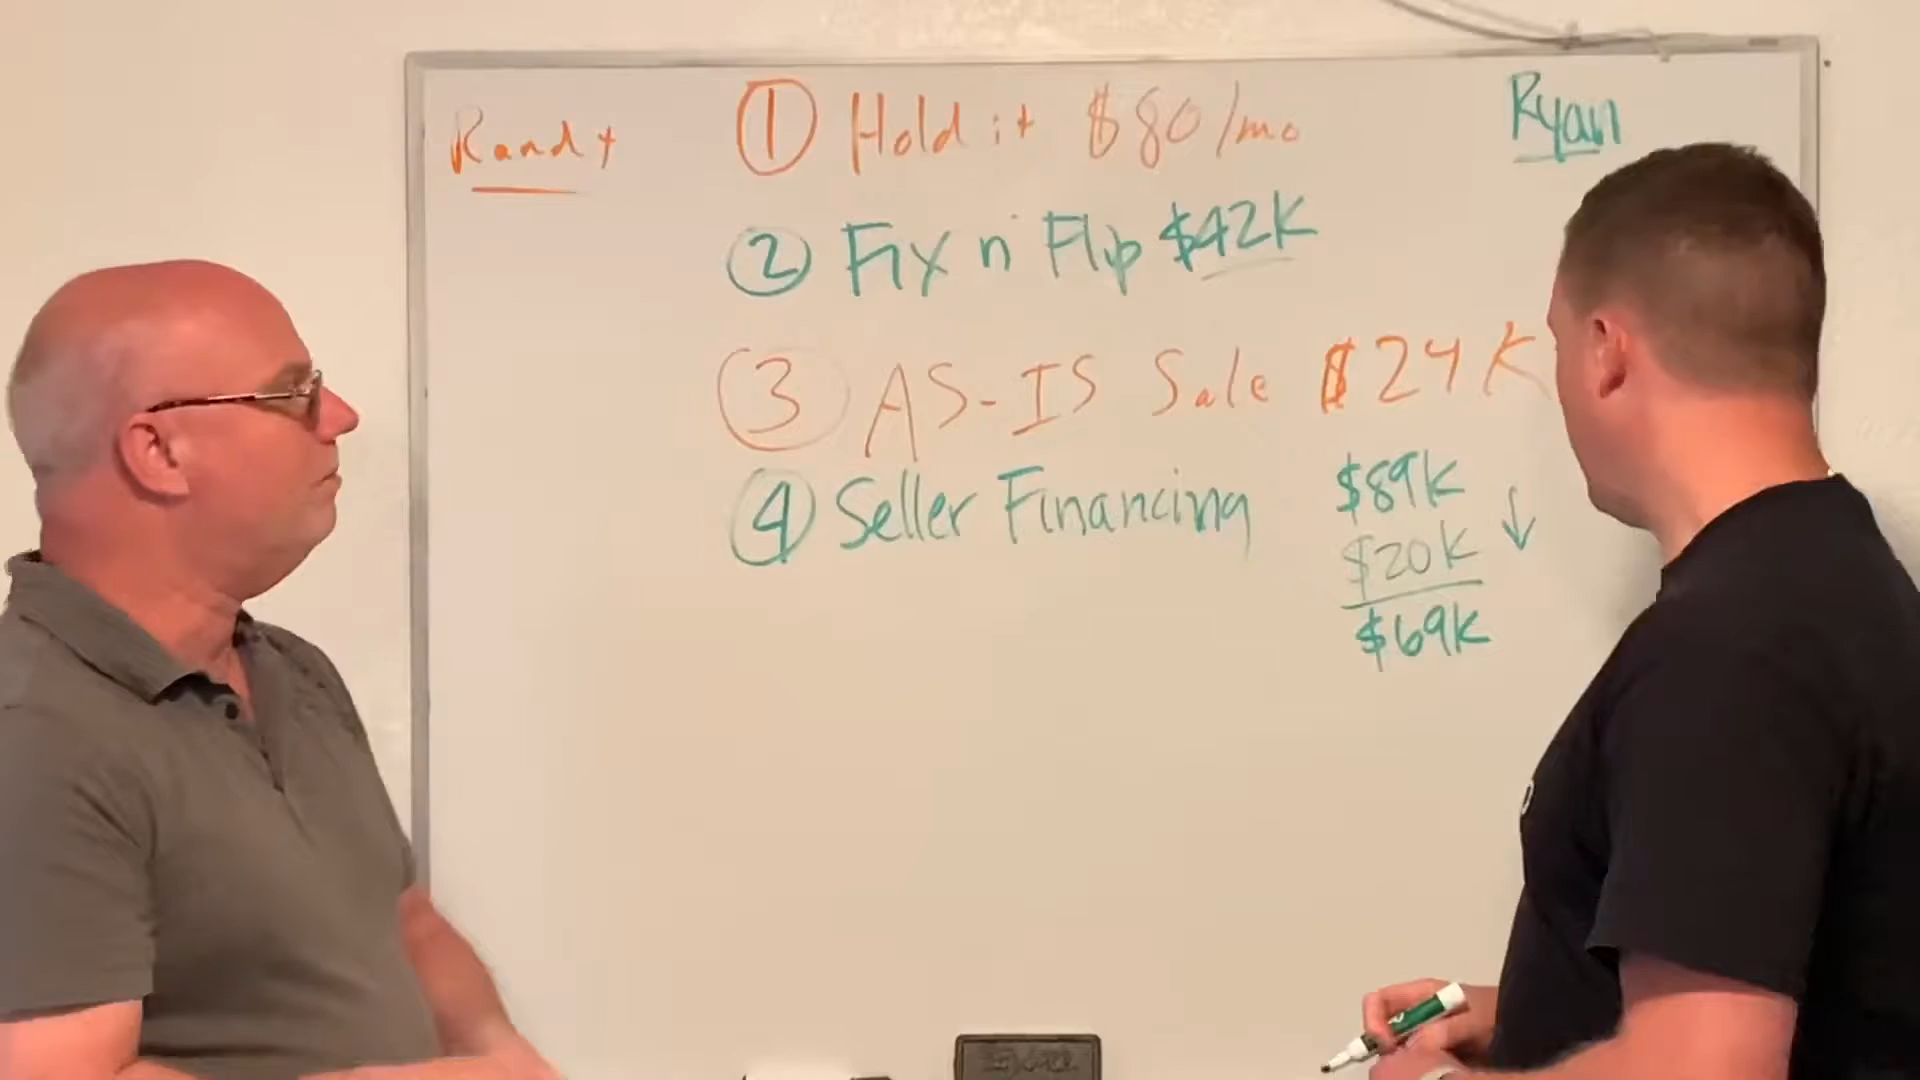 Randy
① Hold it $80/mo
Ryan
② Fix n' Flip $42K
③ AS-IS Sale $24K
④ Seller Financing
$89K ↓
$20K
$69K